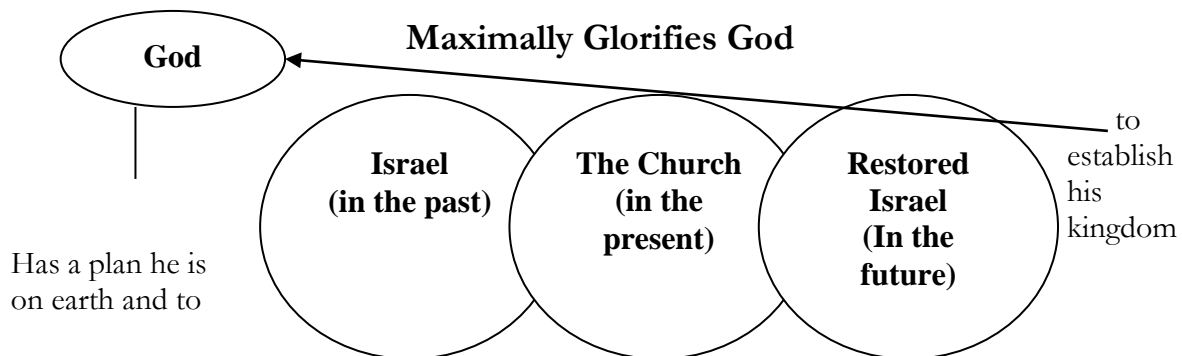 Maximally Glorifies God
God
Israel
(in the past)
The Church
(in the
present)
Restored
Israel
(In the
future)
to
establish
his
kingdom
Has a plan he is
on earth and to